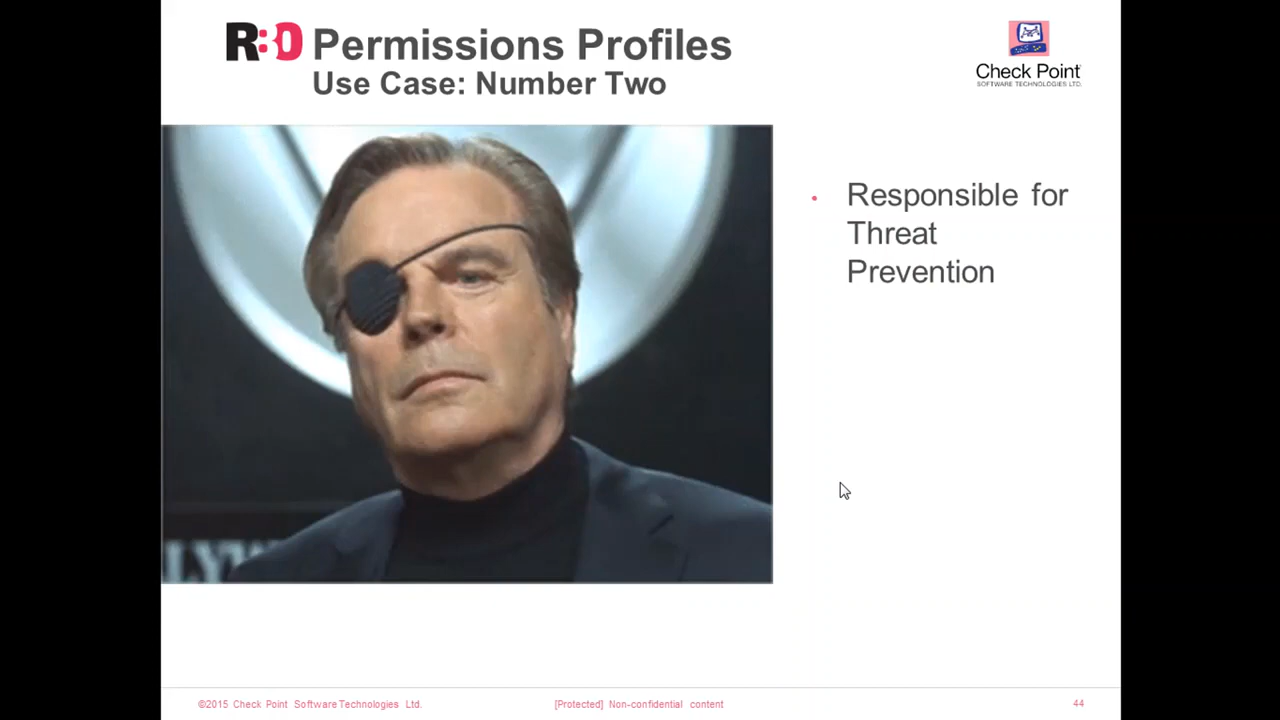 R80 Permissions Profiles
Use Case: Number Two
Check Point
SOFTWARE TECHNOLOGIES LTD.
• Responsible for
Threat
Prevention
©2015 Check Point Software Technologies Ltd.
[Protected] Non-confidential content
44